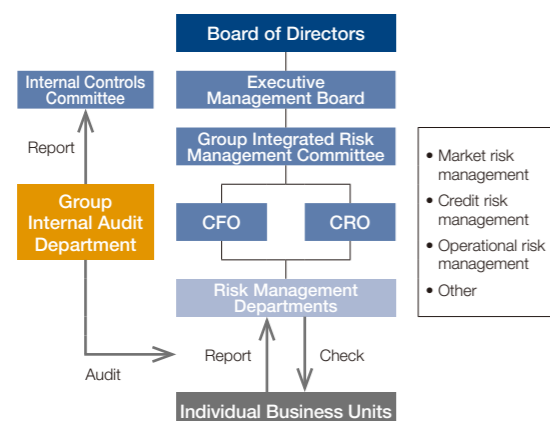 Board of Directors
Internal Controls
Committee
Executive
Management Board
Report
Group Integrated Risk
Management Committee
Group
Internal Audit
Department
CFO
CRO
• Market risk
management
• Credit risk
management
• Operational risk
management
• Other
Risk Management
Departments
Audit
Report
Check
Individual Business Units